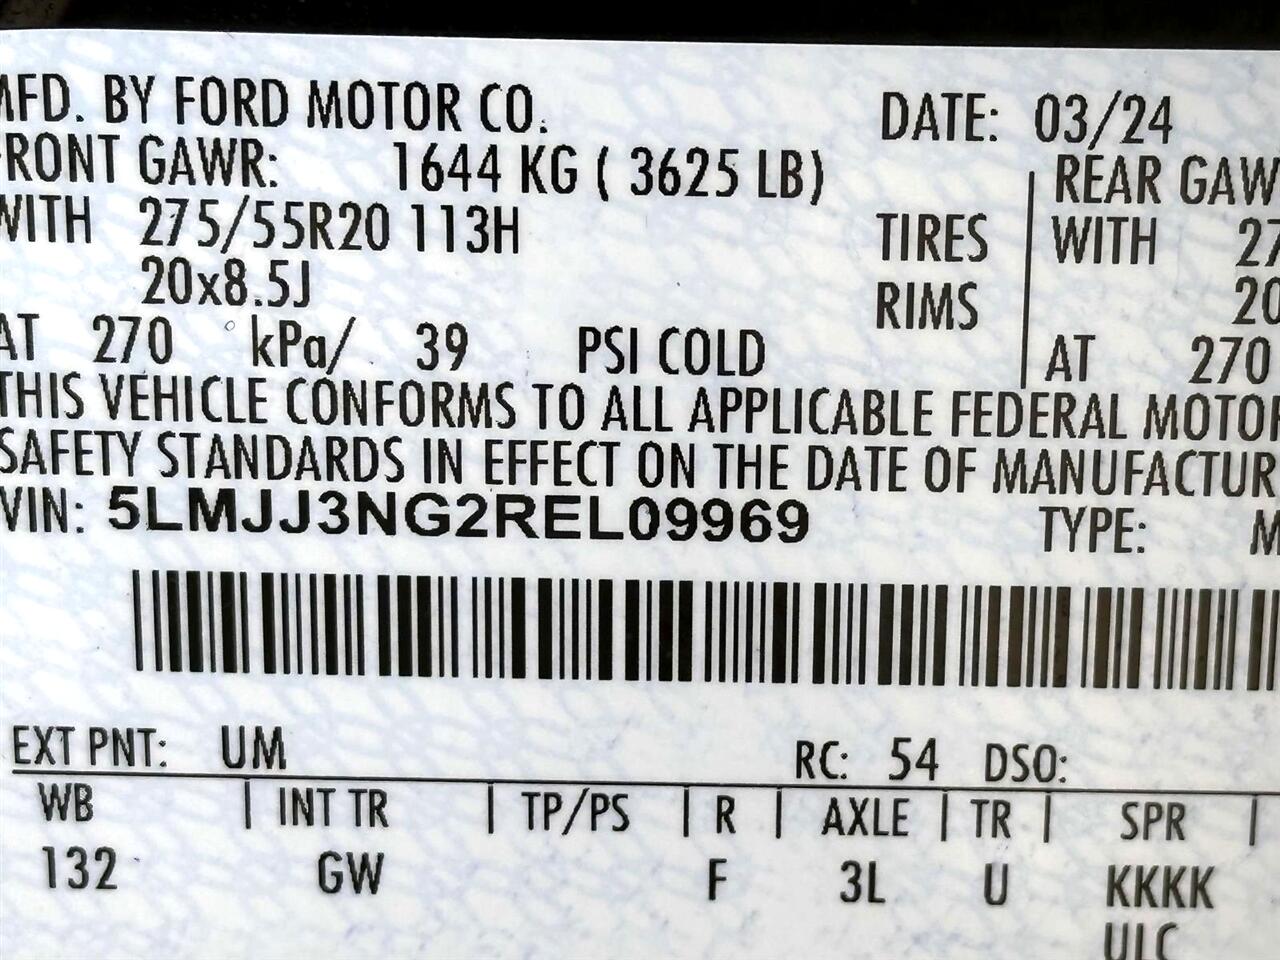 MFD. BY FORD MOTOR CO. DATE: 03/24
FRONT GAWR: 1644 KG ( 3625 LB) REAR GAW
WITH 275/55R20 113H TIRES WITH 27
20x8.5J RIMS 20
AT 270 kPa/ 39 PSI COLD AT 270
THIS VEHICLE CONFORMS TO ALL APPLICABLE FEDERAL MOTOR
SAFETY STANDARDS IN EFFECT ON THE DATE OF MANUFACTUR
VIN: 5LMJJ3NG2REL09969 TYPE: M
EXT PNT: UM RC: 54 DSO:
WB | INT TR | TP/PS | R | AXLE | TR | SPR |
132 GW F 3L U KKKK
ULC